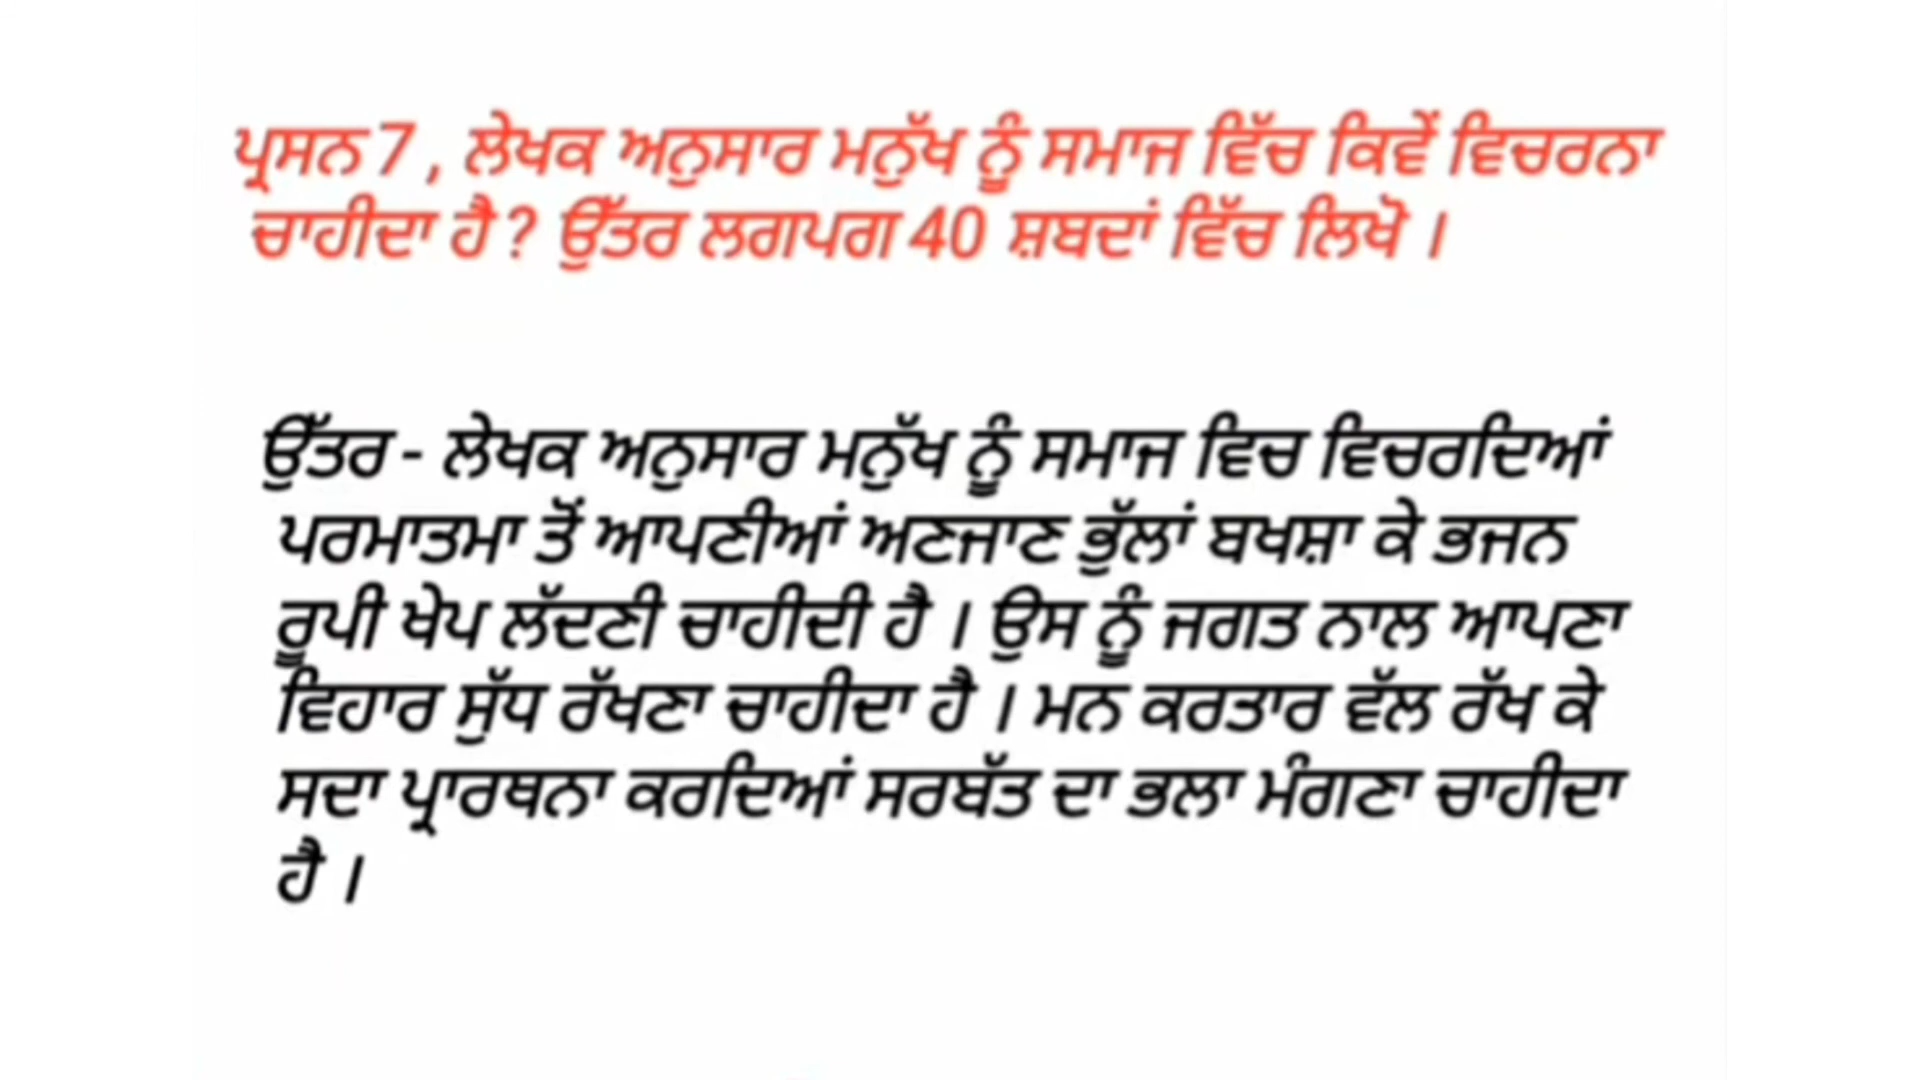 ਪ੍ਰਸਨ 7 , ਲੇਖਕ ਅਨੁਸਾਰ ਮਨੁੱਖ ਨੂੰ ਸਮਾਜ ਵਿੱਚ ਕਿਵੇਂ ਵਿਚਰਨਾ
ਚਾਹੀਦਾ ਹੈ ? ਉੱਤਰ ਲਗਪਗ 40 ਸ਼ਬਦਾਂ ਵਿੱਚ ਲਿਖੋ ।
ਉੱਤਰ - ਲੇਖਕ ਅਨੁਸਾਰ ਮਨੁੱਖ ਨੂੰ ਸਮਾਜ ਵਿਚ ਵਿਚਰਦਿਆਂ
ਪਰਮਾਤਮਾ ਤੋਂ ਆਪਣੀਆਂ ਅਣਜਾਣ ਭੁੱਲਾਂ ਬਖਸ਼ਾ ਕੇ ਭਜਨ
ਰੂਪੀ ਖੇਪ ਲੱਦਣੀ ਚਾਹੀਦੀ ਹੈ । ਉਸ ਨੂੰ ਜਗਤ ਨਾਲ ਆਪਣਾ
ਵਿਹਾਰ ਸੁੱਧ ਰੱਖਣਾ ਚਾਹੀਦਾ ਹੈ । ਮਨ ਕਰਤਾਰ ਵੱਲ ਰੱਖ ਕੇ
ਸਦਾ ਪ੍ਰਾਰਥਨਾ ਕਰਦਿਆਂ ਸਰਬੱਤ ਦਾ ਭਲਾ ਮੰਗਣਾ ਚਾਹੀਦਾ
ਹੈ ।